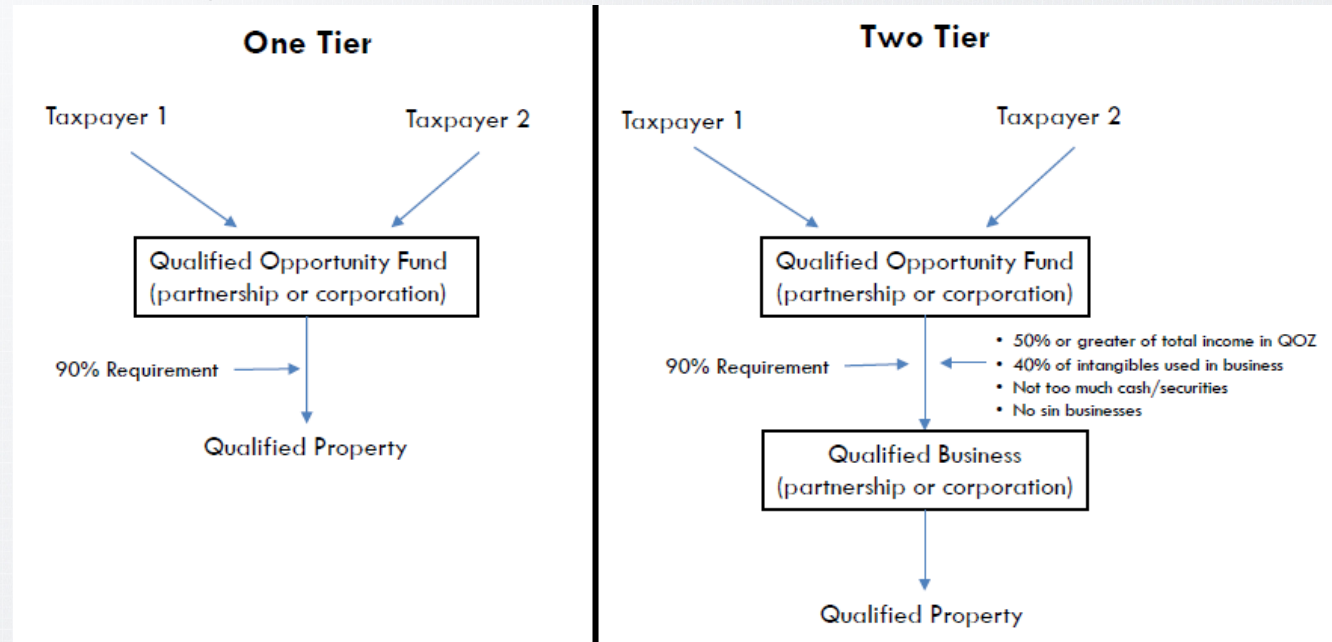 One Tier
Taxpayer 1
Taxpayer 2
Qualified Opportunity Fund
(partnership or corporation)
90% Requirement
Qualified Property
Two Tier
Taxpayer 1
Taxpayer 2
Qualified Opportunity Fund
(partnership or corporation)
90% Requirement
• 50% or greater of total income in QOZ
• 40% of intangibles used in business
• Not too much cash/securities
• No sin businesses
Qualified Business
(partnership or corporation)
Qualified Property